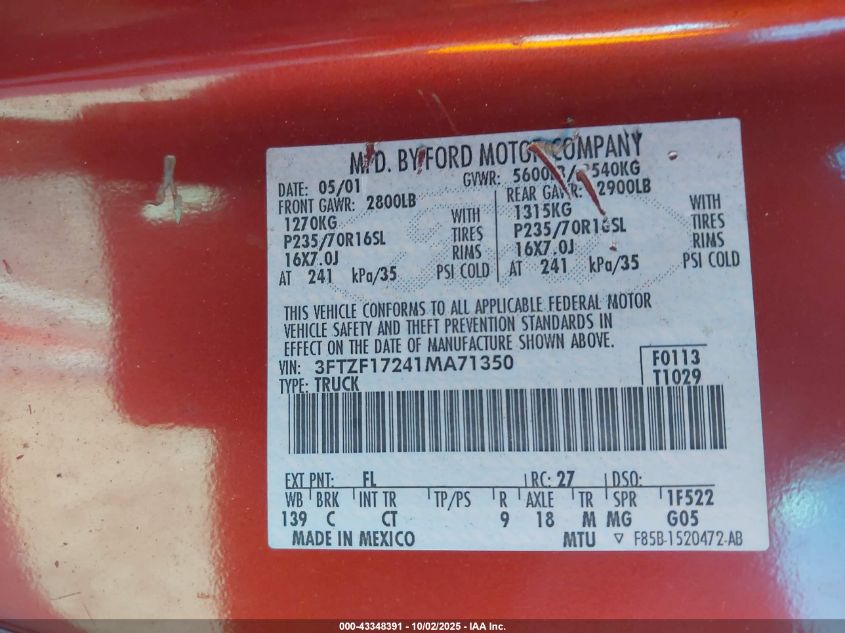 MFD. BY FORD MOTOR COMPANY
DATE: 05/01 GVWR: 5600 /2540KG
FRONT GAWR: 2800LB REAR GAWR: 2900LB
1270KG WITH 1315KG WITH
P235/70R16SL TIRES P235/70R16SL TIRES
16X7.0J RIMS 16X7.0J RIMS
AT 241 kPa/35 PSI COLD AT 241 kPa/35 PSI COLD
THIS VEHICLE CONFORMS TO ALL APPLICABLE FEDERAL MOTOR
VEHICLE SAFETY AND THEFT PREVENTION STANDARDS IN
EFFECT ON THE DATE OF MANUFACTURE SHOWN ABOVE.
VIN: 3FTZF17241MA71350 F0113
TYPE: TRUCK T1029
EXT PNT: FL RC: 27 DSO:
WB BRK INT TR TP/PS R AXLE TR SPR 1F522
139 C CT 9 18 M MG G05
MADE IN MEXICO MTU ▽ F85B-1520472-AB
000-43348391 - 10/02/2025 - IAA Inc.